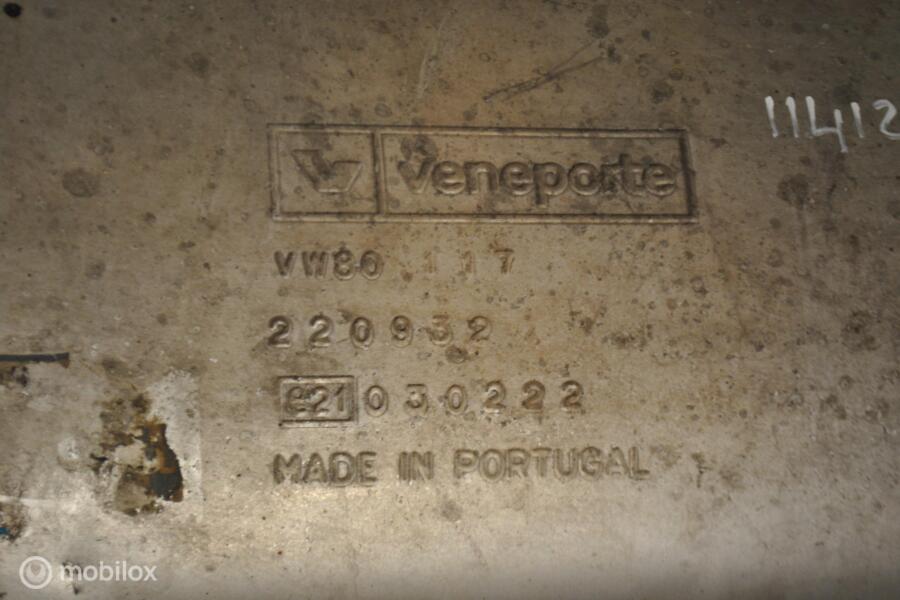 11412
Veneporte
VW80 117
220932
e21 030222
MADE IN PORTUGAL
mobilox